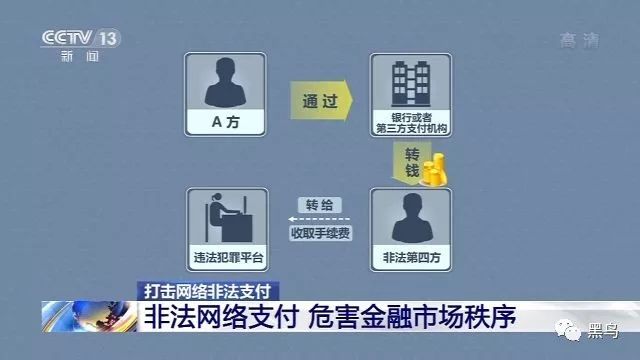 CCTV 13
新闻
高清
A方
通过
银行或者
第三方支付机构
转
钱
违法犯罪平台
转给
收取手续费
非法第四方
打击网络非法支付
非法网络支付 危害金融市场秩序
黑鸟